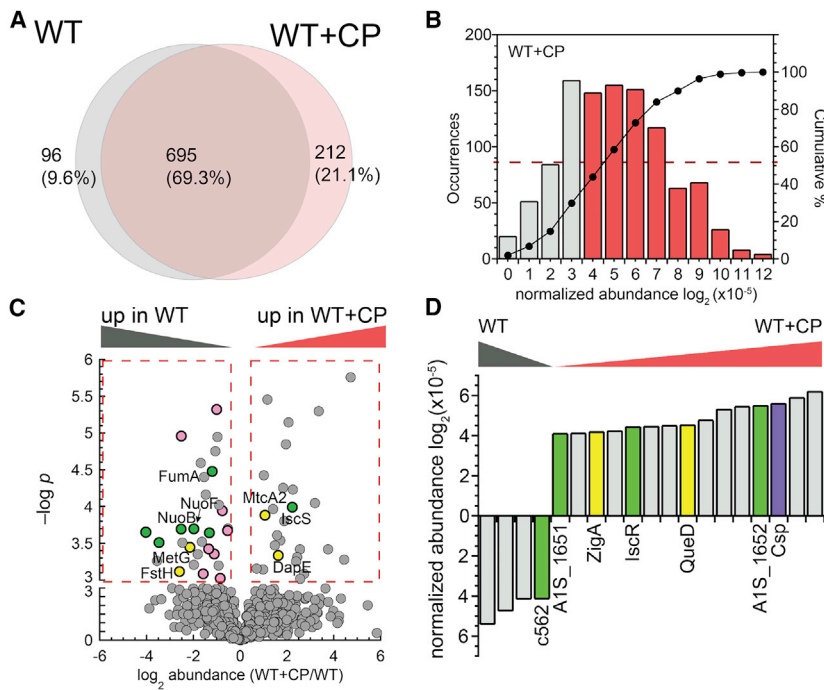 A
WT
WT+CP
96
(9.6%)
695
(69.3%)
212
(21.1%)
B
WT+CP
200
150
100
50
0
Occurrences
100
80
60
40
20
0
Cumulative %
0 1 2 3 4 5 6 7 8 9 10 11 12
normalized abundance log2 (x10-5)
C
up in WT
up in WT+CP
6
5.5
5
4.5
4
3.5
3
3
0
–log p
FumA
NuoF
NuoB
MetG
FstH
MtcA2
IscS
DapE
-6 -4 -2 0 2 4 6
log2 abundance (WT+CP/WT)
D
WT
WT+CP
normalized abundance log2(x10-5)
6
4
2
0
2
4
6
c562
A1S_1651
ZigA
IscR
QueD
A1S_1652
Csp